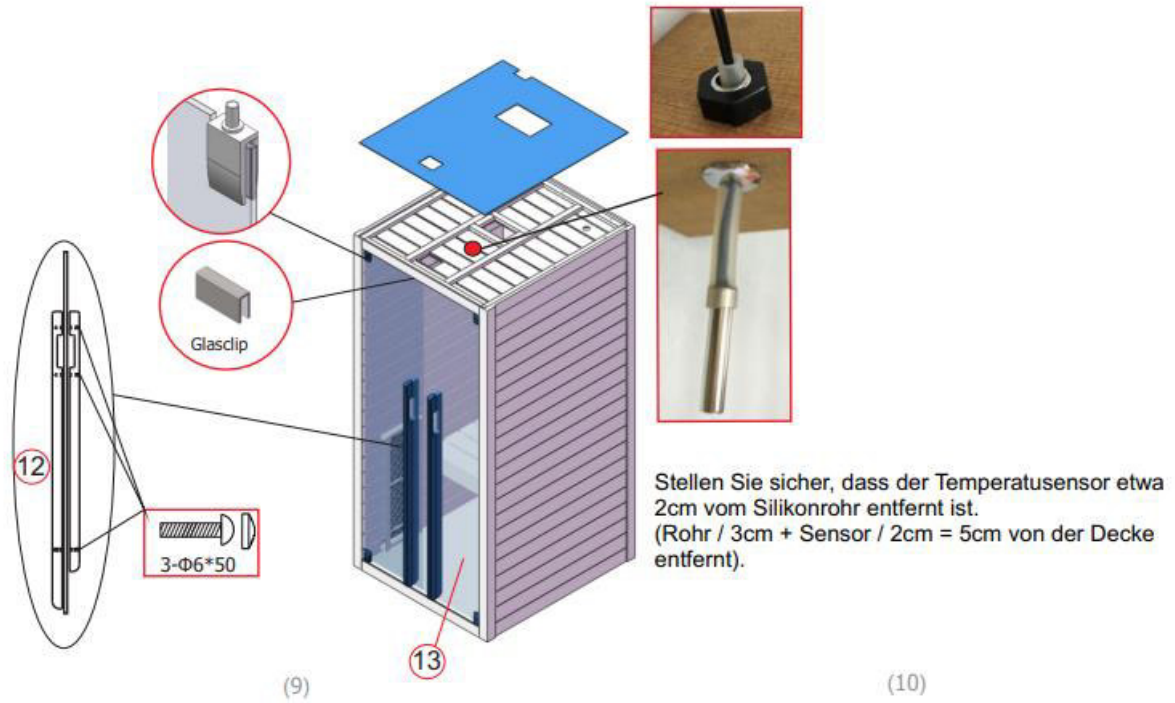 Glasclip
12
3-Φ6*50
13
Stellen Sie sicher, dass der Temperatusensor etwa
2cm vom Silikonrohr entfernt ist.
(Rohr / 3cm + Sensor / 2cm = 5cm von der Decke
entfernt).
(9)
(10)